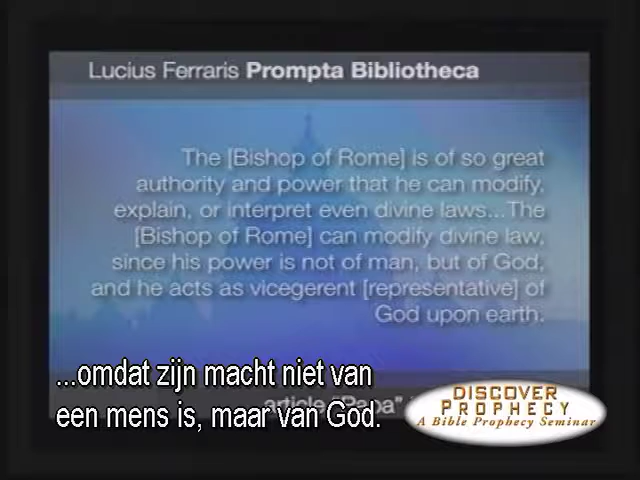 Lucius Ferraris Prompta Bibliotheca
The [Bishop of Rome] is of so great
authority and power that he can modify,
explain, or interpret even divine laws...The
[Bishop of Rome] can modify divine law,
since his power is not of man, but of God,
and he acts as vicegerent [representative] of
God upon earth.
...omdat zijn macht niet van
een mens is, maar van God.
article "Papa"
DISCOVER
PROPHECY
A Bible Prophecy Seminar